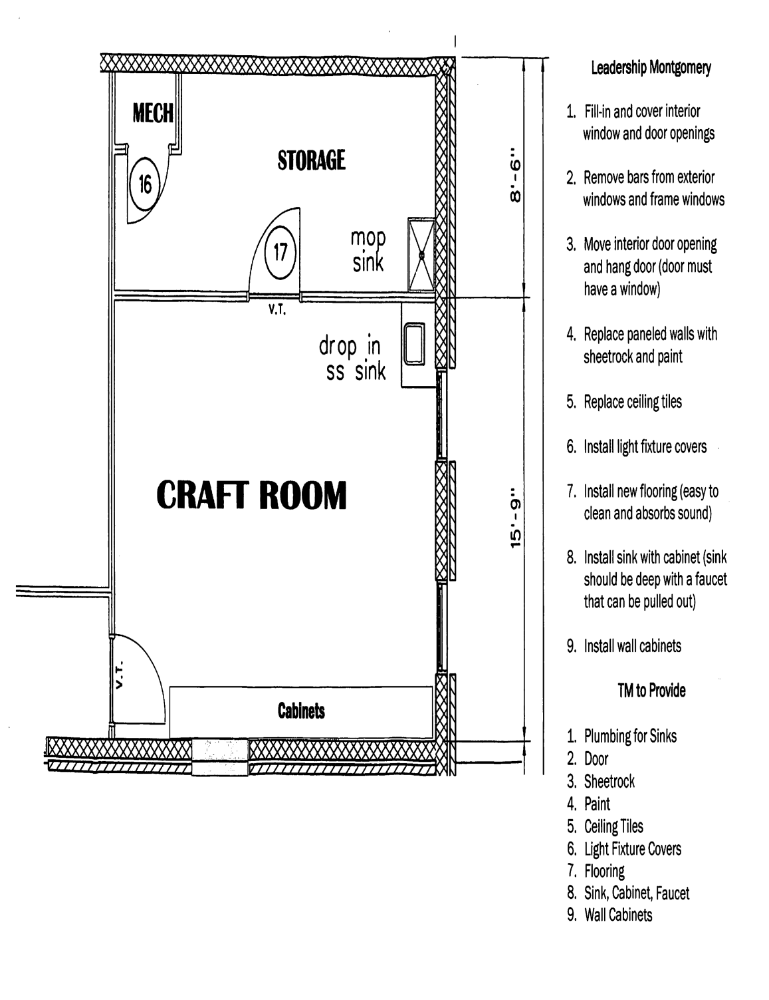 MECH
16
STORAGE
17
mop
sink
V.T.
drop in
ss sink
CRAFT ROOM
V.T.
Cabinets
8'-6"
15'-9"
Leadership Montgomery
1. Fill-in and cover interior
window and door openings
2. Remove bars from exterior
windows and frame windows
3. Move interior door opening
and hang door (door must
have a window)
4. Replace paneled walls with
sheetrock and paint
5. Replace ceiling tiles
6. Install light fixture covers
7. Install new flooring (easy to
clean and absorbs sound)
8. Install sink with cabinet (sink
should be deep with a faucet
that can be pulled out)
9. Install wall cabinets
TM to Provide
1. Plumbing for Sinks
2. Door
3. Sheetrock
4. Paint
5. Ceiling Tiles
6. Light Fixture Covers
7. Flooring
8. Sink, Cabinet, Faucet
9. Wall Cabinets